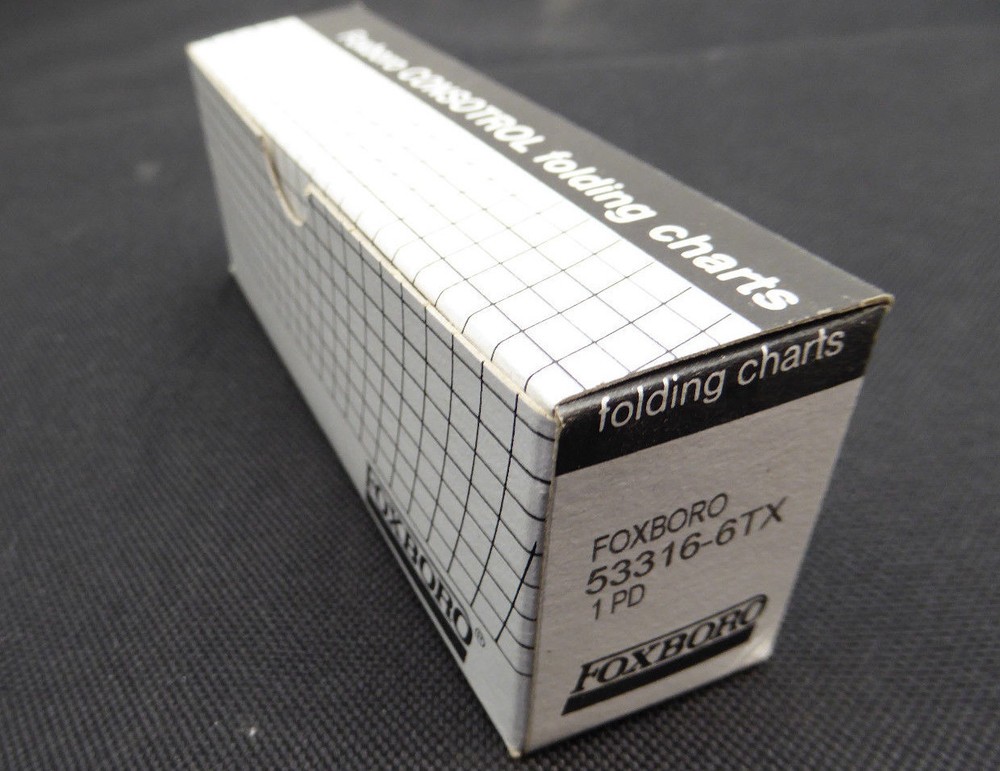 Foxboro CONSOTROL folding charts
folding charts
FOXBORO
53316-6TX
1 PD
FOXBORO
FOXBORO®